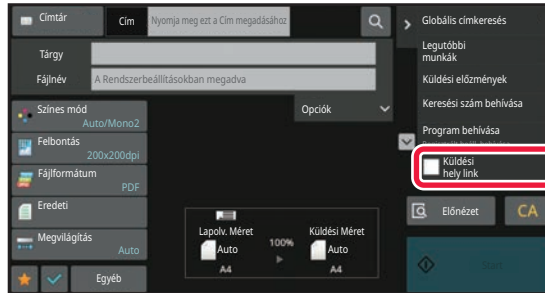 Címtár
Cím
Nyomja meg ezt a Cím megadásához
Tárgy
Fájlnév
A Rendszerbeállításokban megadva
Színes mód
Auto/Mono2
Felbontás
200x200dpi
Fájlformátum
PDF
Eredeti
Megvilágítás
Auto
Egyéb
Opciók
Lapolv. Méret
Auto
A4
100%
Küldési Méret
Auto
A4
Globális címkeresés
Legutóbbi
munkák
Küldési előzmények
Keresési szám behívása
Program behívása
Küldési
hely link
Előnézet
CA
Start